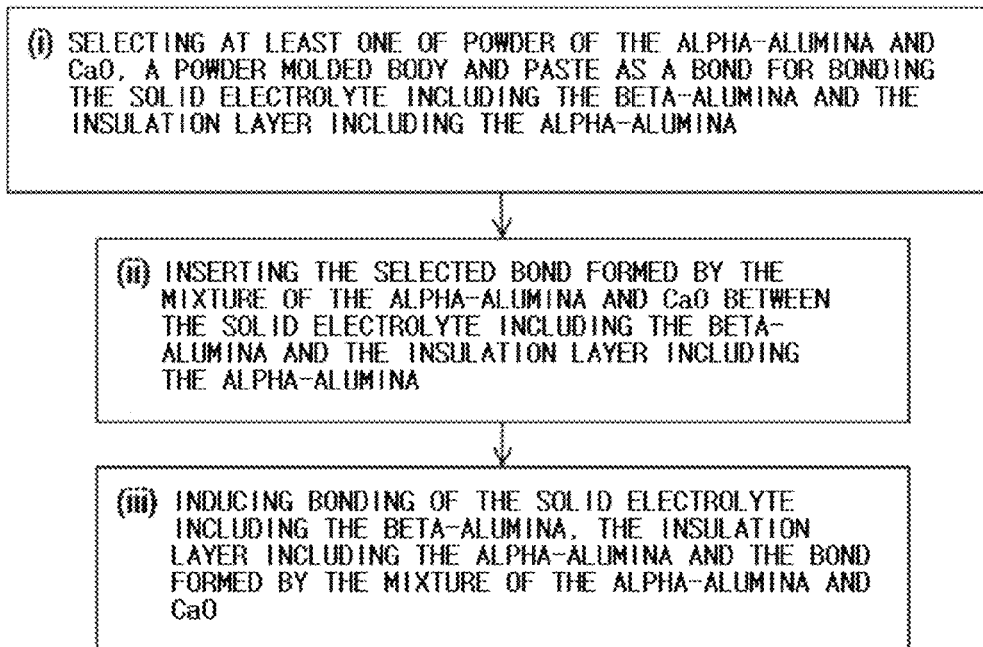 (i) SELECTING AT LEAST ONE OF POWDER OF THE ALPHA-ALUMINA AND
CaO, A POWDER MOLDED BODY AND PASTE AS A BOND FOR BONDING
THE SOLID ELECTROLYTE INCLUDING THE BETA-ALUMINA AND THE
INSULATION LAYER INCLUDING THE ALPHA-ALUMINA
(ii) INSERTING THE SELECTED BOND FORMED BY THE
MIXTURE OF THE ALPHA-ALUMINA AND CaO BETWEEN
THE SOLID ELECTROLYTE INCLUDING THE BETA-
ALUMINA AND THE INSULATION LAYER INCLUDING
THE ALPHA-ALUMINA
(iii) INDUCING BONDING OF THE SOLID ELECTROLYTE
INCLUDING THE BETA-ALUMINA, THE INSULATION
LAYER INCLUDING THE ALPHA-ALUMINA AND THE BOND
FORMED BY THE MIXTURE OF THE ALPHA-ALUMINA AND
CaO